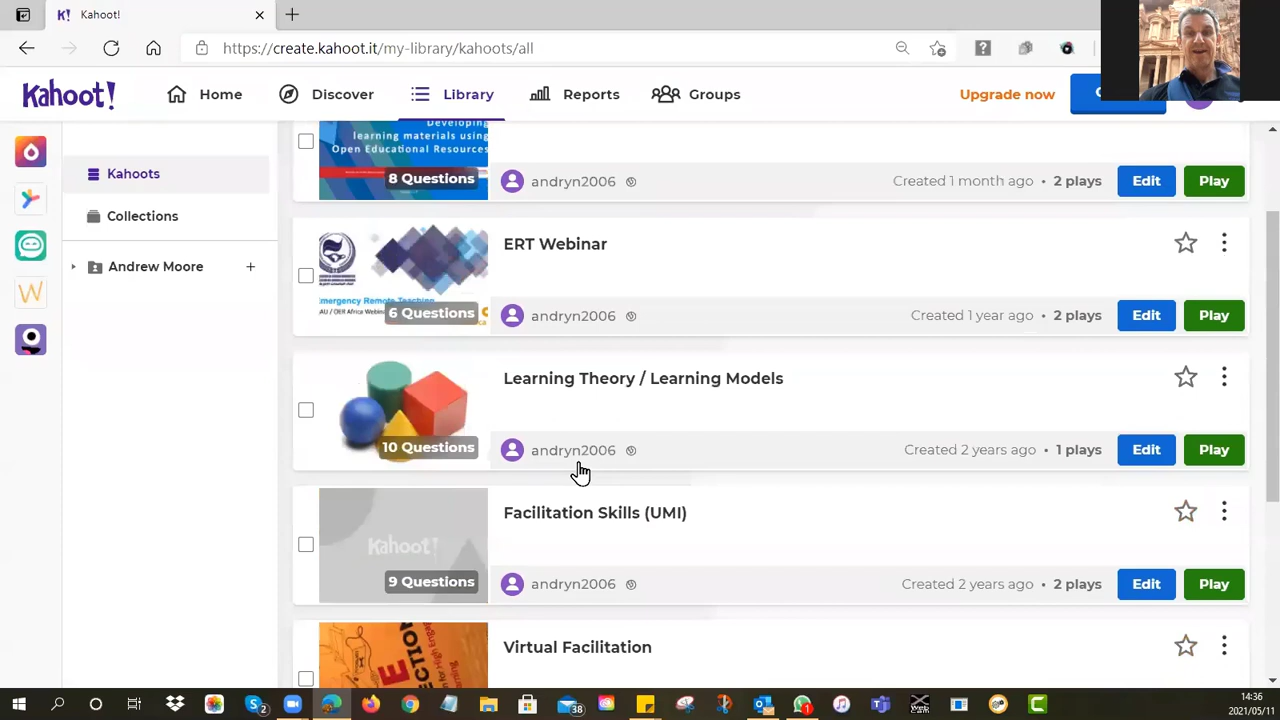 K! Kahoot!
https://create.kahoot.it/my-library/kahoots/all
Kahoot!
Home
Discover
Library
Reports
Groups
Upgrade now
Kahoots
Collections
Andrew Moore
Developing
learning materials using
Open Educational Resources
8 Questions
andryn2006
Created 1 month ago • 2 plays
Edit
Play
ERT Webinar
6 Questions
andryn2006
Created 1 year ago • 2 plays
Edit
Play
Learning Theory / Learning Models
10 Questions
andryn2006
Created 2 years ago • 1 plays
Edit
Play
Facilitation Skills (UMI)
Kahoot!
9 Questions
andryn2006
Created 2 years ago • 2 plays
Edit
Play
Virtual Facilitation
2
38
1
14:36
2021/05/11